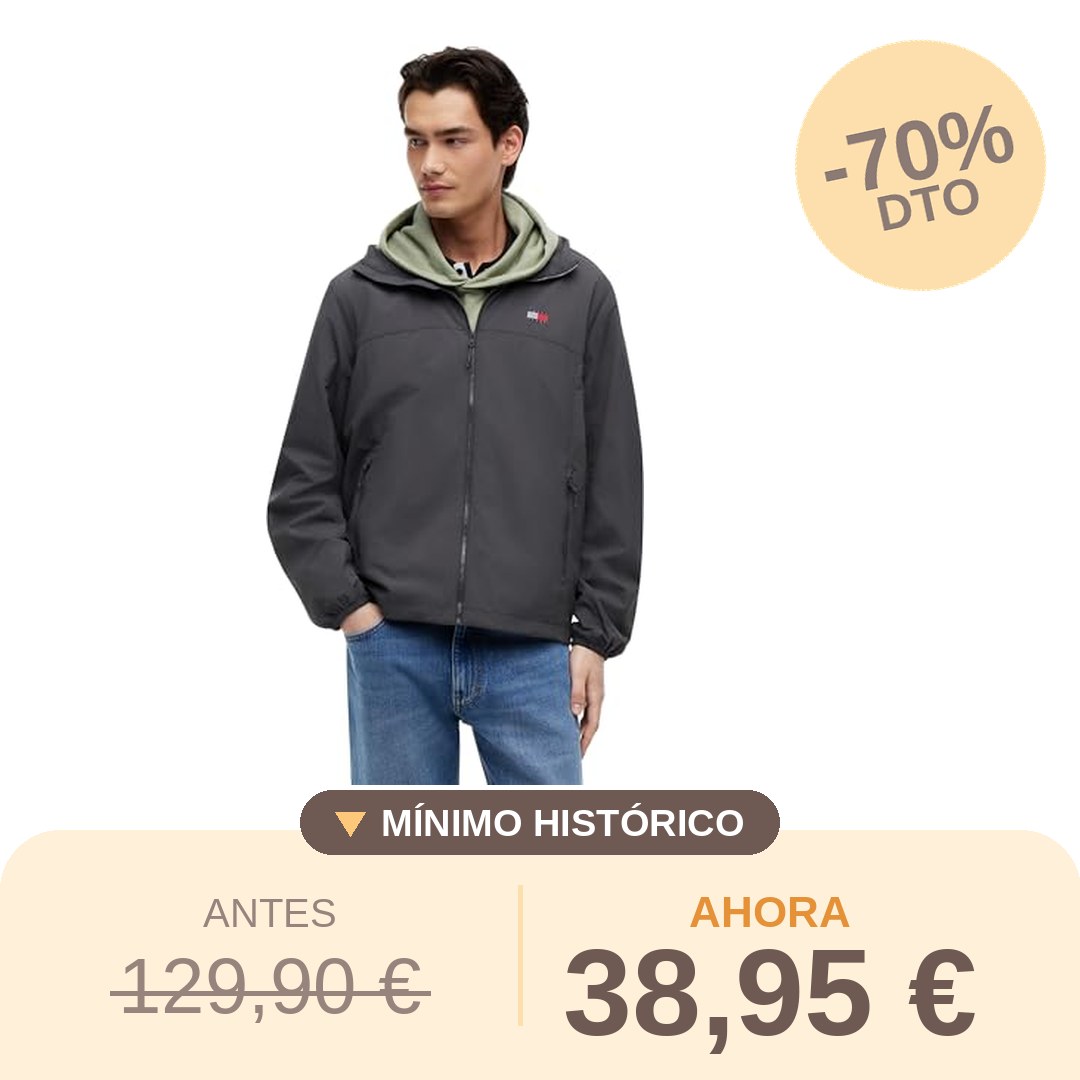 -70%
DTO
MÍNIMO HISTÓRICO
ANTES
129,90 €
AHORA
38,95 €